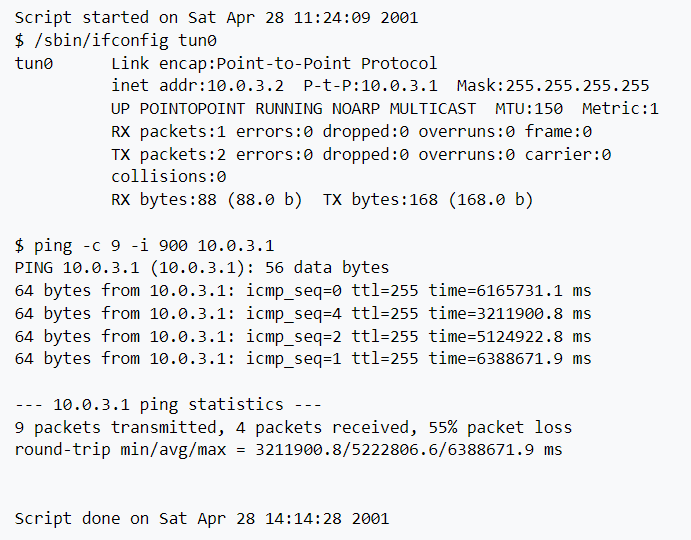 Script started on Sat Apr 28 11:24:09 2001
$ /sbin/ifconfig tun0
tun0      Link encap:Point-to-Point Protocol
          inet addr:10.0.3.2  P-t-P:10.0.3.1  Mask:255.255.255.255
          UP POINTOPOINT RUNNING NOARP MULTICAST  MTU:150  Metric:1
          RX packets:1 errors:0 dropped:0 overruns:0 frame:0
          TX packets:2 errors:0 dropped:0 overruns:0 carrier:0
          collisions:0
          RX bytes:88 (88.0 b)  TX bytes:168 (168.0 b)

$ ping -c 9 -i 900 10.0.3.1
PING 10.0.3.1 (10.0.3.1): 56 data bytes
64 bytes from 10.0.3.1: icmp_seq=0 ttl=255 time=6165731.1 ms
64 bytes from 10.0.3.1: icmp_seq=4 ttl=255 time=3211900.8 ms
64 bytes from 10.0.3.1: icmp_seq=2 ttl=255 time=5124922.8 ms
64 bytes from 10.0.3.1: icmp_seq=1 ttl=255 time=6388671.9 ms

--- 10.0.3.1 ping statistics ---
9 packets transmitted, 4 packets received, 55% packet loss
round-trip min/avg/max = 3211900.8/5222806.6/6388671.9 ms

Script done on Sat Apr 28 14:14:28 2001